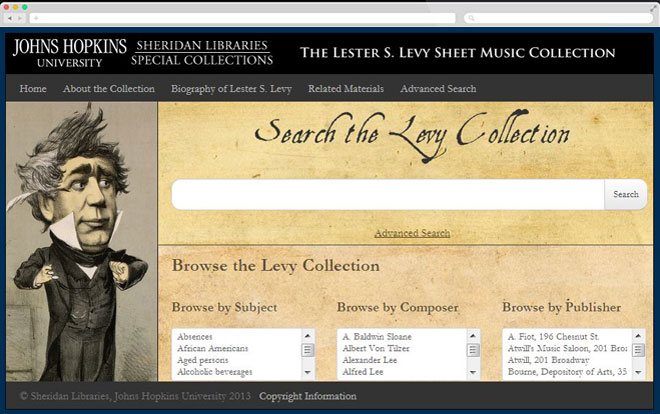 JOHNS HOPKINS
UNIVERSITY
SHERIDAN LIBRARIES
SPECIAL COLLECTIONS
THE LESTER S. LEVY SHEET MUSIC COLLECTION
Home About the Collection Biography of Lester S. Levy Related Materials Advanced Search
Search the Levy Collection
Search
Advanced Search
Browse the Levy Collection
Browse by Subject
Absences
African Americans
Aged persons
Alcoholic beverages
Browse by Composer
A. Baldwin Sloane
Albert Von Tilzer
Alexander Lee
Alfred Lee
Browse by Publisher
A. Fiot, 196 Chesnut St.
Atwill's Music Saloon, 201 Broa
Atwill, 201 Broadway
Bourne, Depository of Arts, 35
© Sheridan Libraries, Johns Hopkins University 2013 Copyright Information